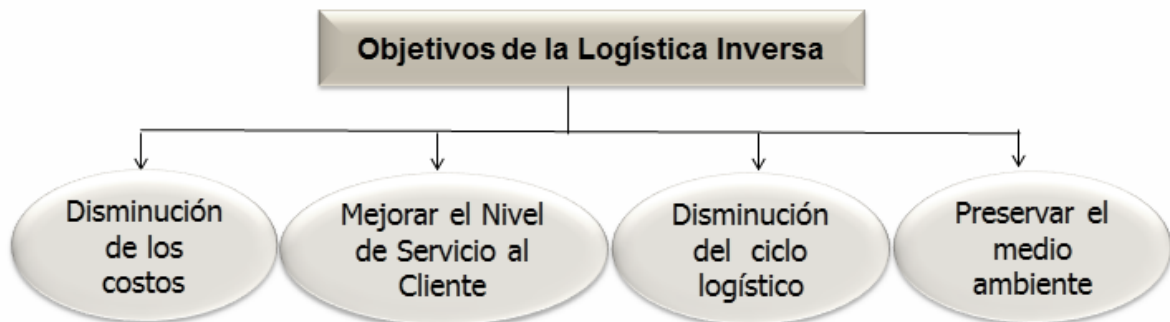 Objetivos de la Logística Inversa
Disminución
de los
costos
Mejorar el Nivel
de Servicio al
Cliente
Disminución
del ciclo
logístico
Preservar el
medio
ambiente